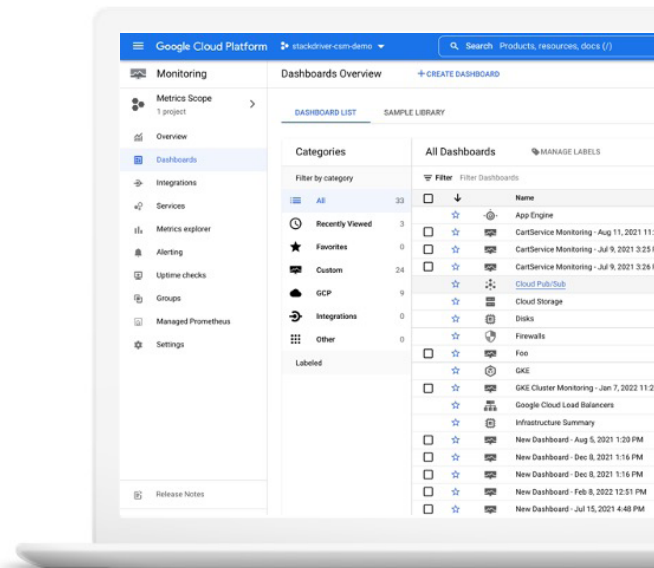 Google Cloud Platform
stackdriver-csm-demo
Search Products, resources, docs (/)
Monitoring
Dashboards Overview
+ CREATE DASHBOARD
Metrics Scope
1 project
DASHBOARD LIST
SAMPLE LIBRARY
Overview
Dashboards
Integrations
Services
Metrics explorer
Alerting
Uptime checks
Groups
Managed Prometheus
Settings
Release Notes
Categories
Filter by category
All 33
Recently Viewed 3
Favorites 0
Custom 24
GCP 9
Integrations 0
Other 0
Labeled
All Dashboards
MANAGE LABELS
Filter Filter Dashboards
Name
App Engine
CartService Monitoring - Aug 11, 2021 11:
CartService Monitoring - Jul 9, 2021 3:25
CartService Monitoring - Jul 9, 2021 3:26
Cloud Pub/Sub
Cloud Storage
Disks
Firewalls
Foo
GKE
GKE Cluster Monitoring - Jan 7, 2022 11:2
Google Cloud Load Balancers
Infrastructure Summary
New Dashboard - Aug 5, 2021 1:20 PM
New Dashboard - Dec 8, 2021 1:16 PM
New Dashboard - Dec 8, 2021 1:16 PM
New Dashboard - Feb 8, 2022 12:51 PM
New Dashboard - Jul 15, 2021 4:48 PM